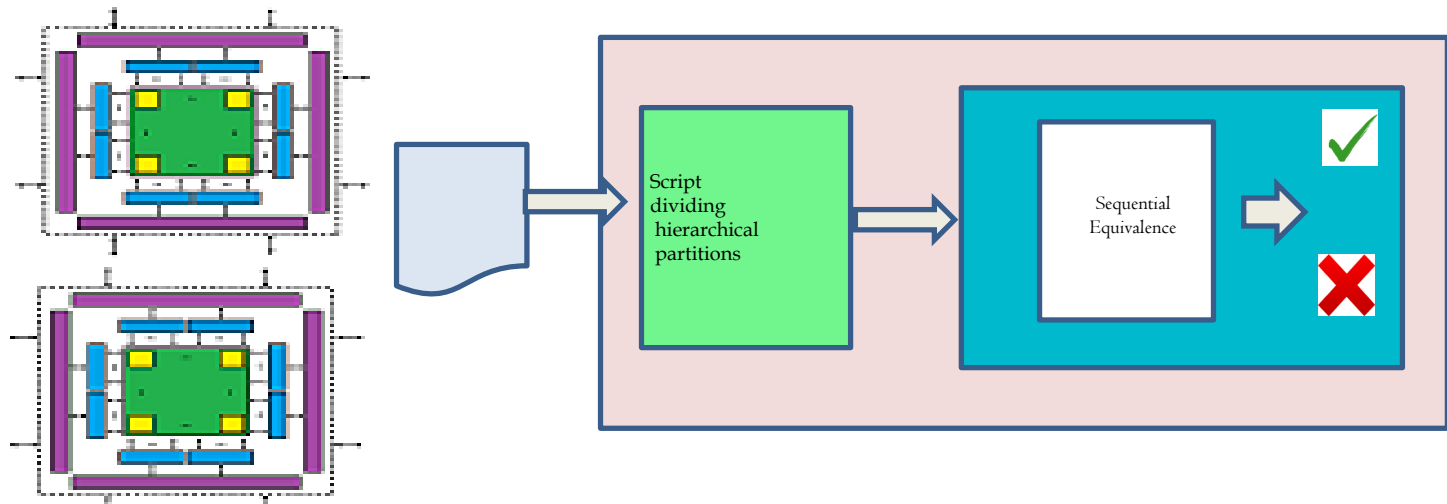 Script
dividing
hierarchical
partitions
Sequential
Equivalence